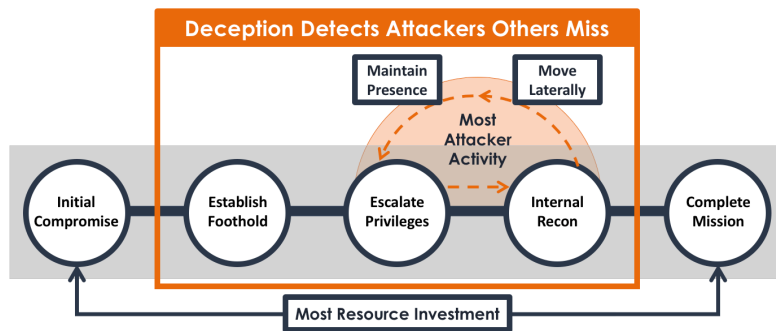 Deception Detects Attackers Others Miss
Maintain
Presence
Move
Laterally
Most
Attacker
Activity
Initial
Compromise
Establish
Foothold
Escalate
Privileges
Internal
Recon
Complete
Mission
Most Resource Investment